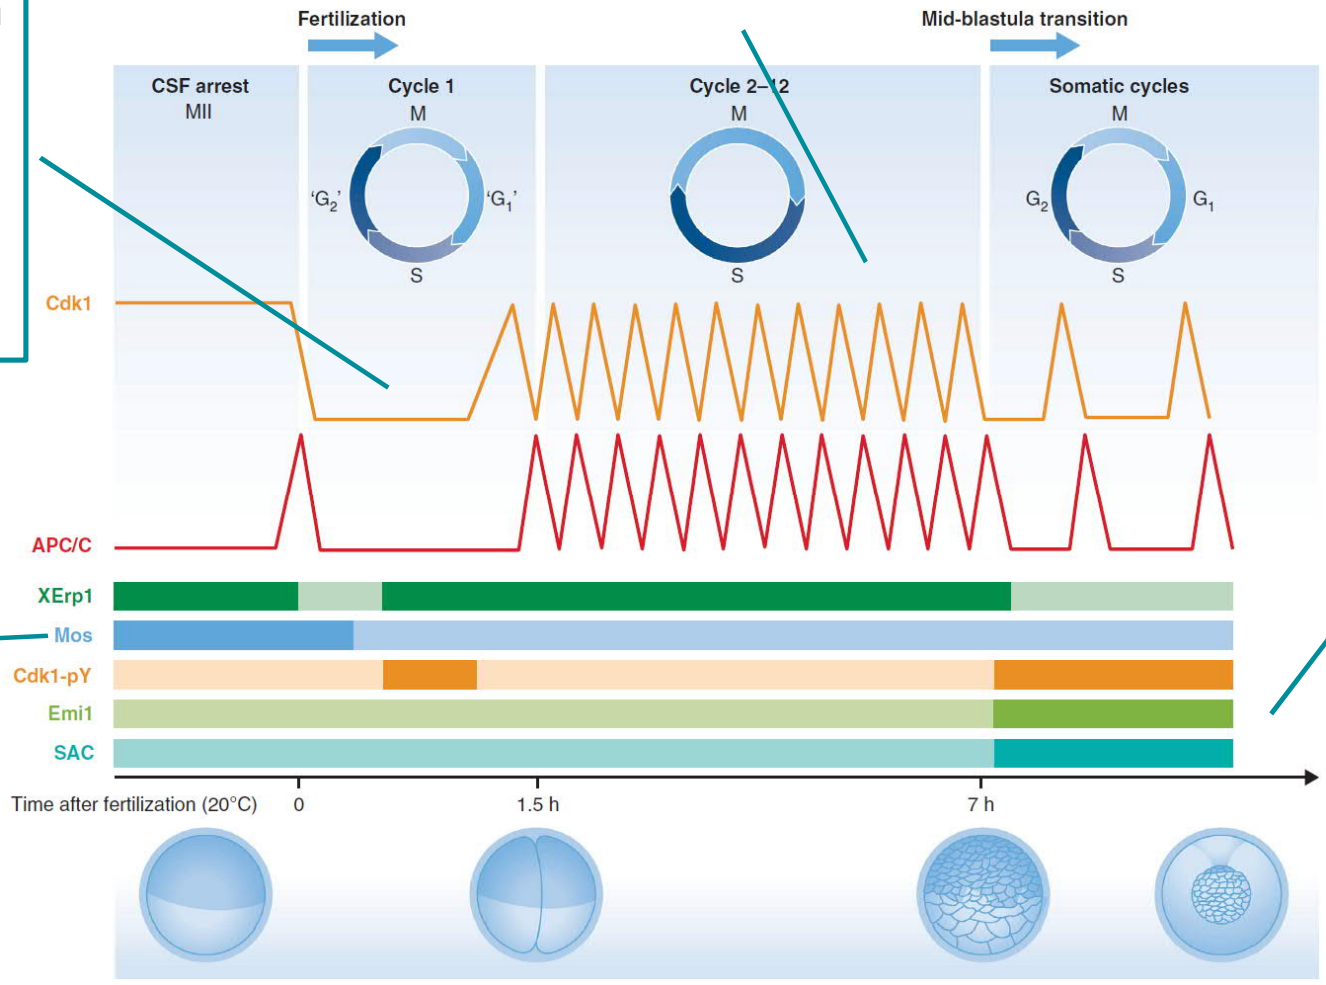 Fertilization
Mid-blastula transition
CSF arrest
MII
Cycle 1
M
'G2'
'G1'
S
Cycle 2–12
M
S
Somatic cycles
M
G2
G1
S
Cdk1
APC/C
XErp1
Mos
Cdk1-pY
Emi1
SAC
Time after fertilization (20°C)
0
1.5 h
7 h